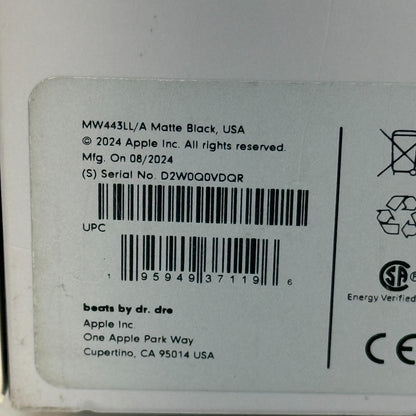 MW443LL/A Matte Black, USA
© 2024 Apple Inc. All rights reserved.
Mfg. On 08/2024
(S) Serial No. D2W0Q0VDQR
UPC
1 95949 37119 6
beats by dr. dre
Apple Inc
One Apple Park Way
Cupertino, CA 95014 USA
Energy Verified
CE